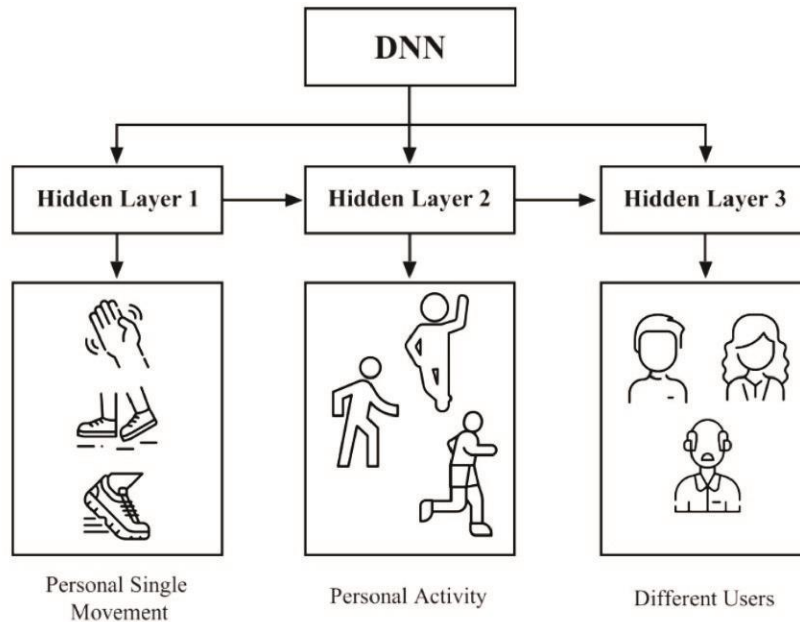 DNN
Hidden Layer 1
Hidden Layer 2
Hidden Layer 3
Personal Single
Movement
Personal Activity
Different Users